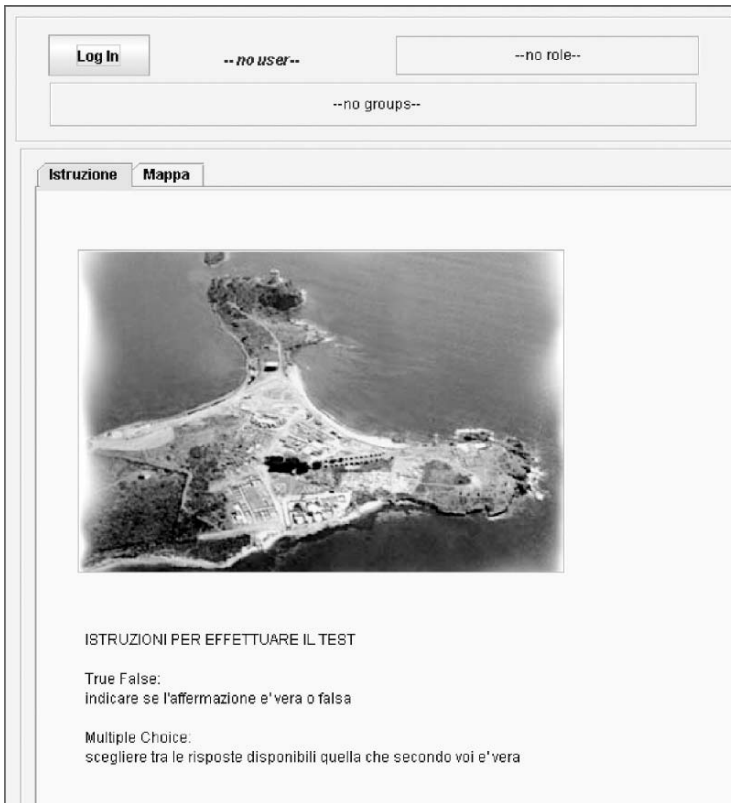 Log In
-- no user--
--no role--
--no groups--
Istruzione
Mappa
ISTRUZIONI PER EFFETTUARE IL TEST
True False:
indicare se l'affermazione e' vera o falsa
Multiple Choice:
scegliere tra le risposte disponibili quella che secondo voi e' vera